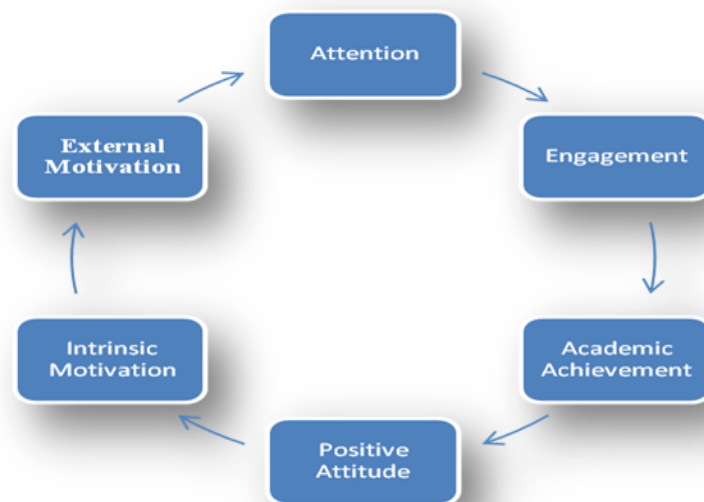 Attention
Engagement
Academic
Achievement
Positive
Attitude
Intrinsic
Motivation
External
Motivation